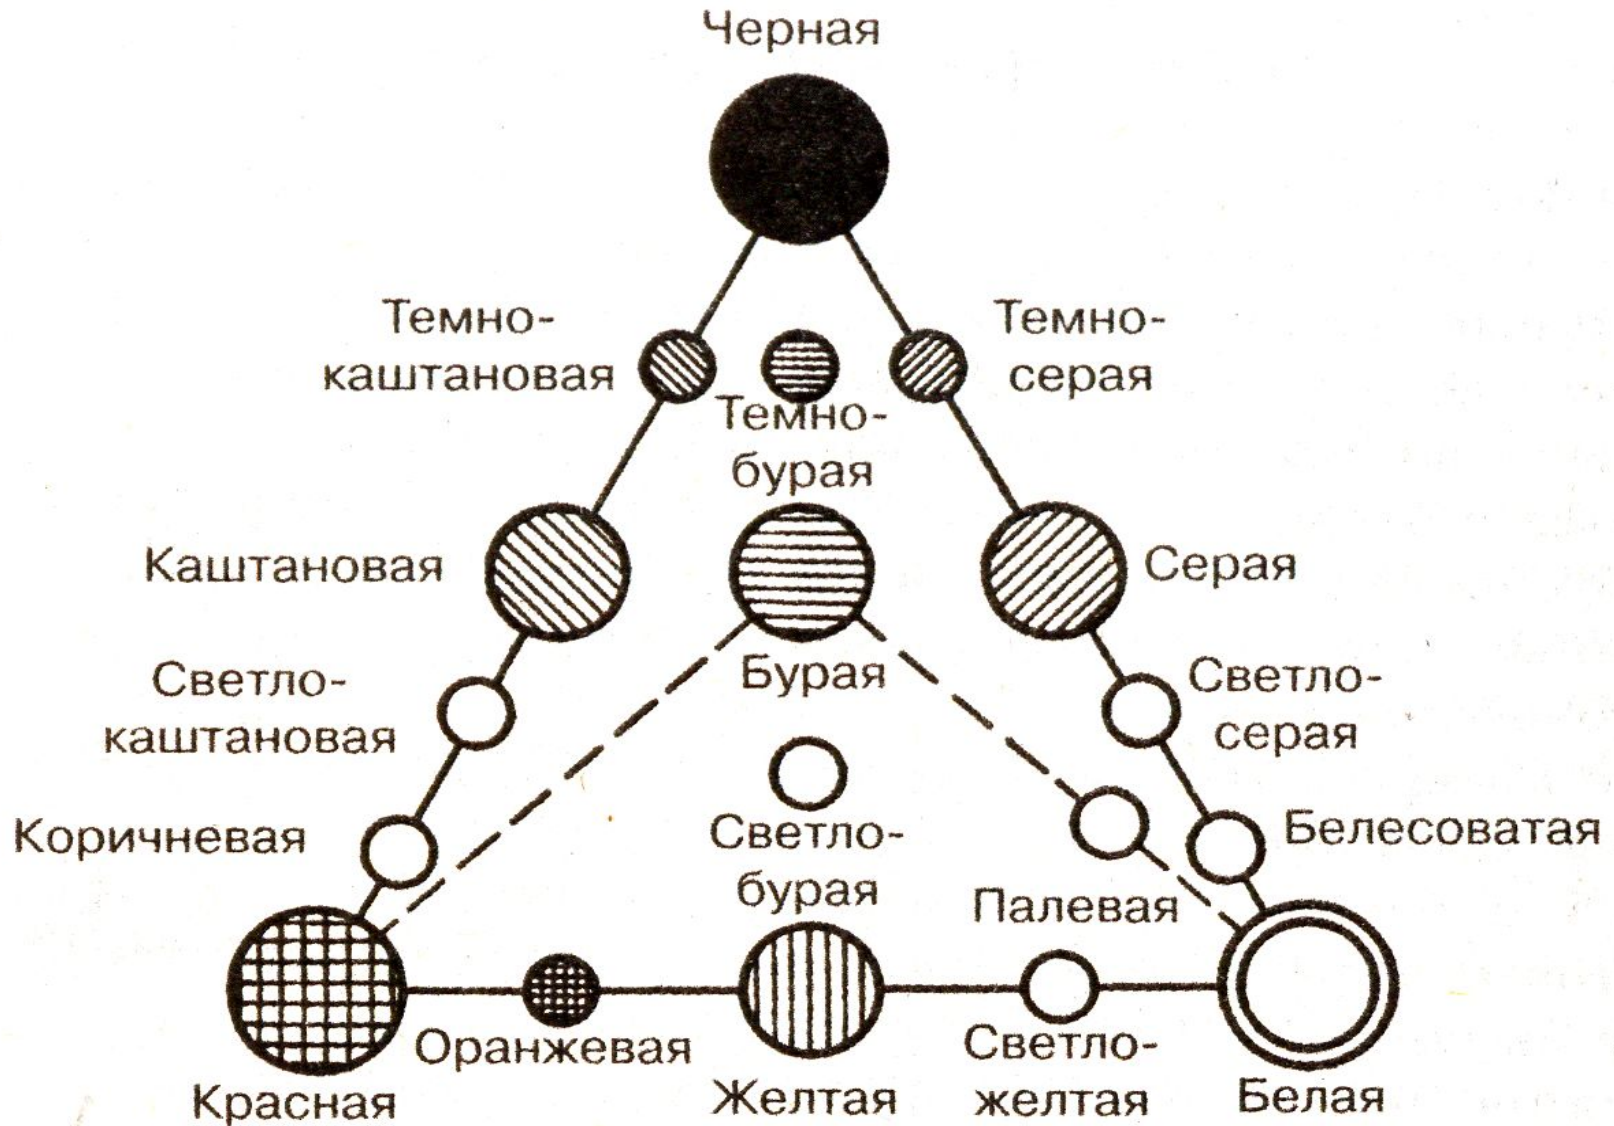 Черная
Темно-
каштановая
Темно-
серая
Темно-
бурая
Каштановая
Серая
Бурая
Светло-
каштановая
Светло-
серая
Коричневая
Светло-
бурая
Белесоватая
Палевая
Оранжевая
Светло-
желтая
Красная
Желтая
Белая